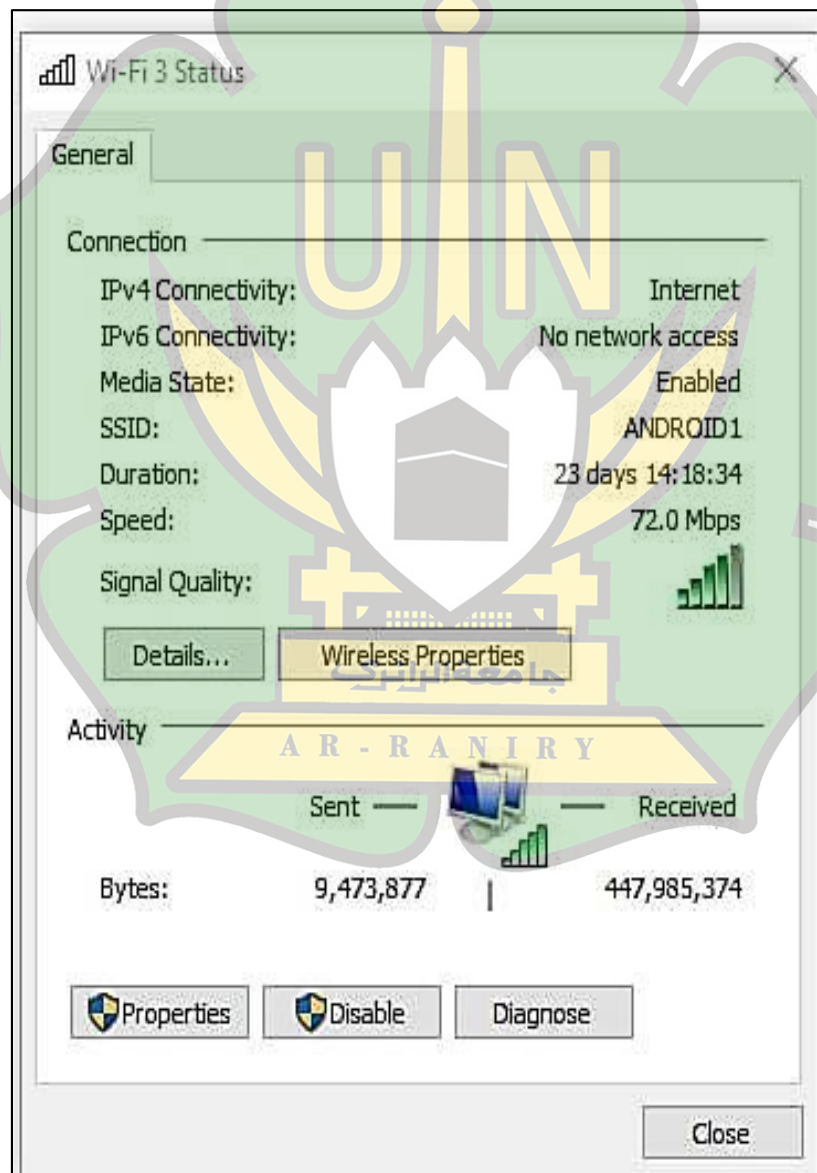 Wi-Fi 3 Status
General
Connection
IPv4 Connectivity: Internet
IPv6 Connectivity: No network access
Media State: Enabled
SSID: ANDROID1
Duration: 23 days 14:18:34
Speed: 72.0 Mbps
Signal Quality:
Details... Wireless Properties
جامعة الرانري
Activity
AR-RANIRY
Sent Received
Bytes: 9,473,877 447,985,374
Properties Disable Diagnose
Close
UIN